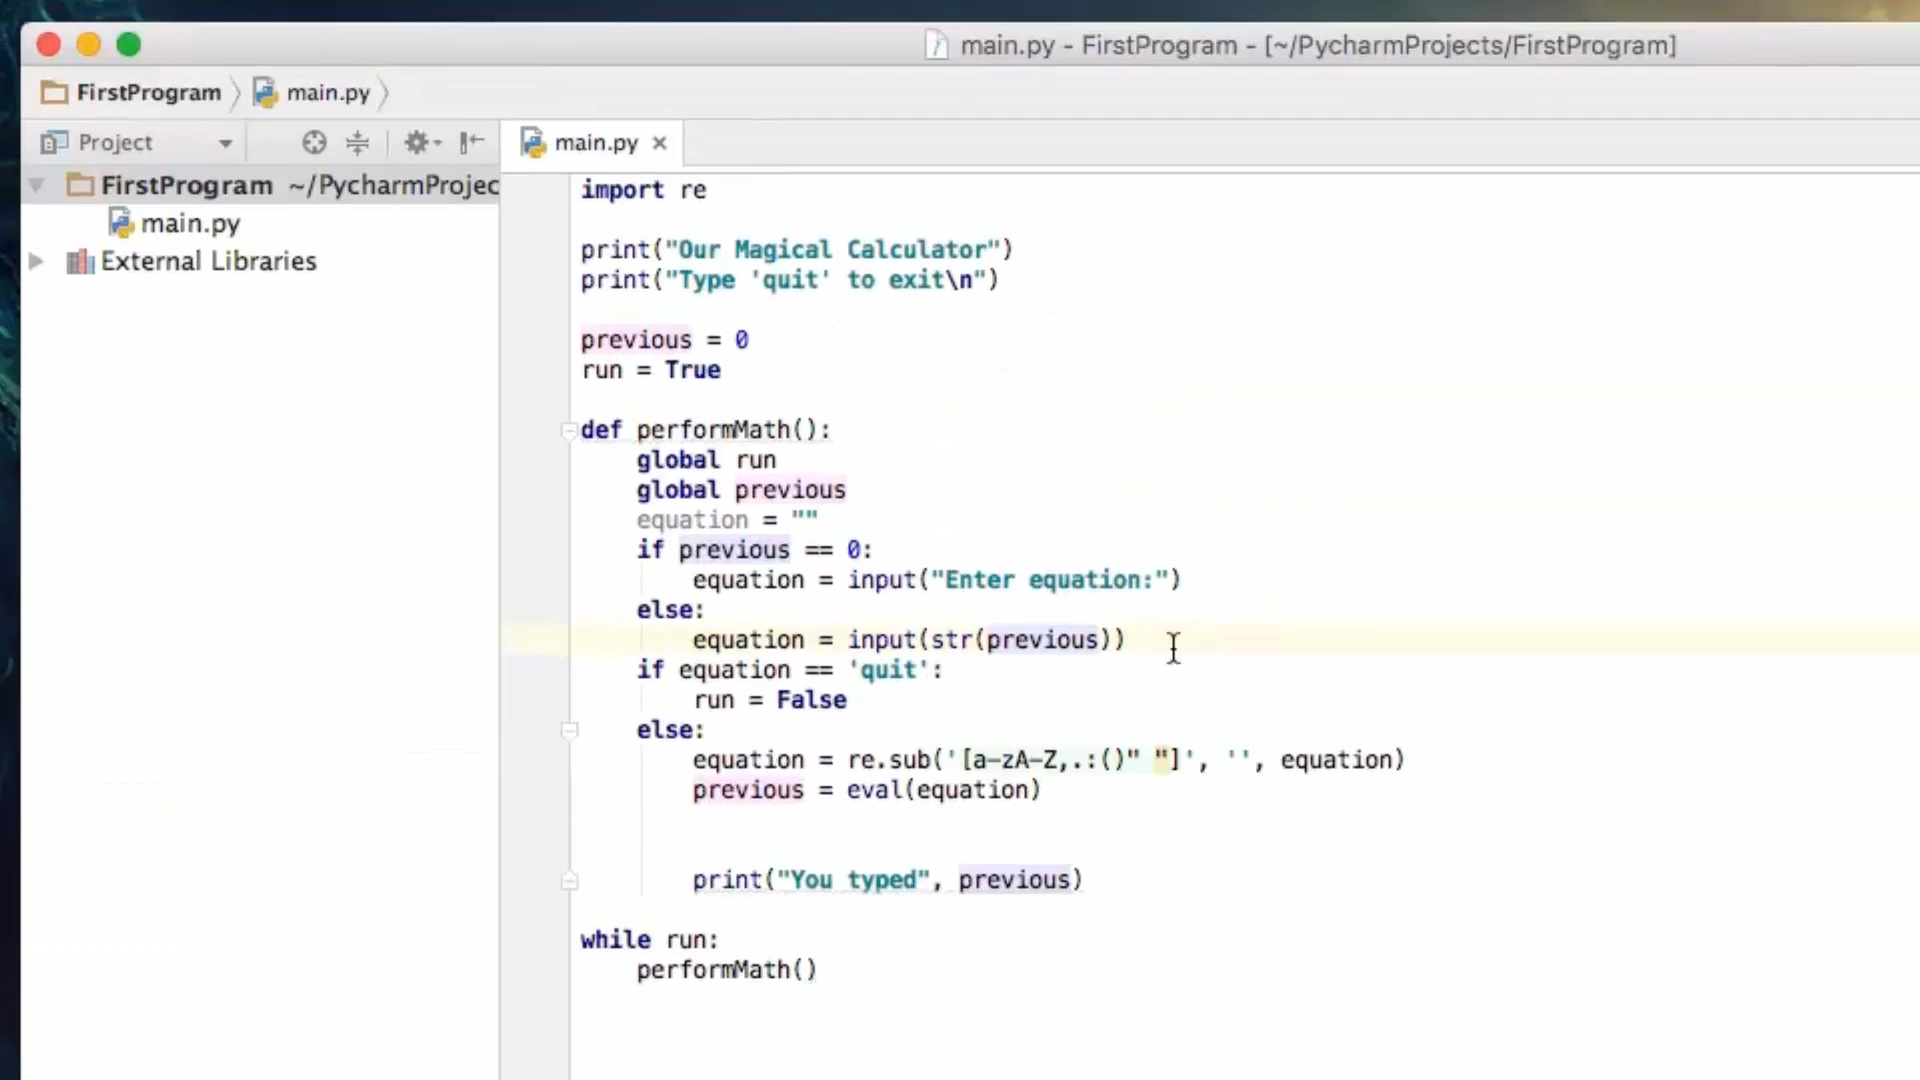 main.py - FirstProgram - [~/PycharmProjects/FirstProgram]
FirstProgram main.py
Project
main.py
FirstProgram ~/PycharmProjec
main.py
External Libraries
import re
print("Our Magical Calculator")
print("Type 'quit' to exit\n")
previous = 0
run = True
def performMath():
    global run
    global previous
    equation = ""
    if previous == 0:
        equation = input("Enter equation:")
    else:
        equation = input(str(previous))
    if equation == 'quit':
        run = False
    else:
        equation = re.sub('[a-zA-Z,.:()" "]', '', equation)
        previous = eval(equation)
        print("You typed", previous)
while run:
    performMath()